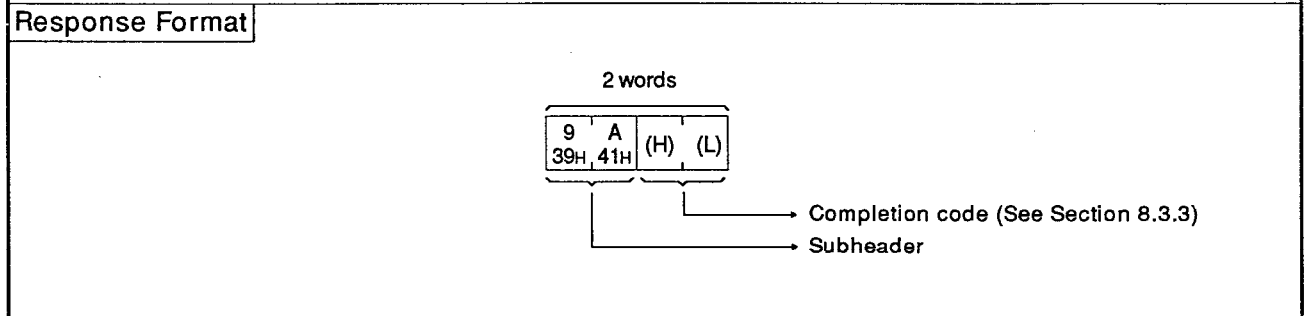 Response Format
2 words
9 A (H) (L)
39H 41H
Completion code (See Section 8.3.3)
Subheader